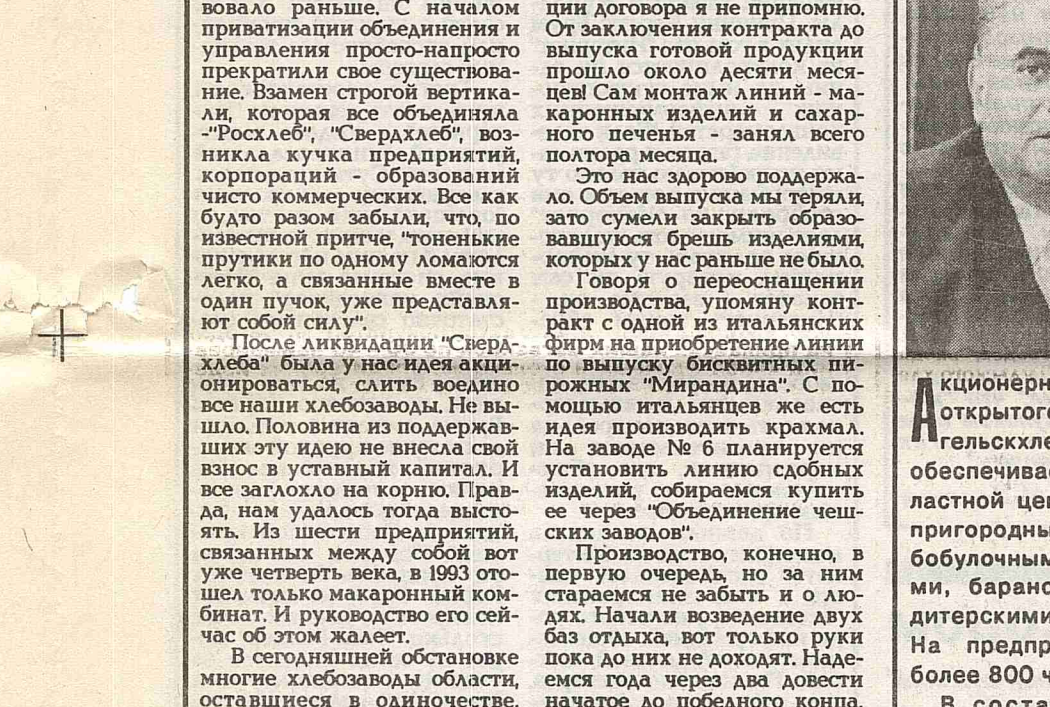 вовало раньше. С началом
приватизации объединения и
управления просто-напросто
прекратили свое существова-
ние. Взамен строгой вертика-
ли, которая все объединяла
-"Росхлеб", "Свердхлеб", воз-
никла кучка предприятий,
корпораций - образований
чисто коммерческих. Все как
будто разом забыли, что, по
известной притче, "тоненькие
прутики по одному ломаются
легко, а связанные вместе в
один пучок, уже представля-
ют собой силу".
После ликвидации "Сверд-
хлеба" была у нас идея акци-
онироваться, слить воедино
все наши хлебозаводы. Не вы-
шло. Половина из поддержав-
ших эту идею не внесла свой
взнос в уставный капитал. И
все заглохло на корню. Прав-
да, нам удалось тогда высто-
ять. Из шести предприятий,
связанных между собой вот
уже четверть века, в 1993 ото-
шел только макаронный ком-
бинат. И руководство его сей-
час об этом жалеет.
В сегодняшней обстановке
многие хлебозаводы области,
оставшиеся в одиночестве,
ции договора я не припомню.
От заключения контракта до
выпуска готовой продукции
прошло около десяти меся-
цев! Сам монтаж линий - ма-
каронных изделий и сахар-
ного печенья - занял всего
полтора месяца.
Это нас здорово поддержа-
ло. Объем выпуска мы теряли,
зато сумели закрыть образо-
вавшуюся брешь изделиями,
которых у нас раньше не было.
Говоря о переоснащении
производства, упомяну конт-
ракт с одной из итальянских
фирм на приобретение линии
по выпуску бисквитных пи-
рожных "Мирандина". С по-
мощью итальянцев же есть
идея производить крахмал.
На заводе № 6 планируется
установить линию сдобных
изделий, собираемся купить
ее через "Объединение чеш-
ских заводов".
Производство, конечно, в
первую очередь, но за ним
стараемся не забыть и о лю-
дях. Начали возведение двух
баз отдыха, вот только руки
пока до них не доходят. Наде-
емся года через два довести
начатое до победного конца.
Акционерн
открытого
гельскхле
обеспечивае
ластной цен
пригородны
бобулочным
ми, баранс
дитерскими
На предпр
более 800 ч
В соста